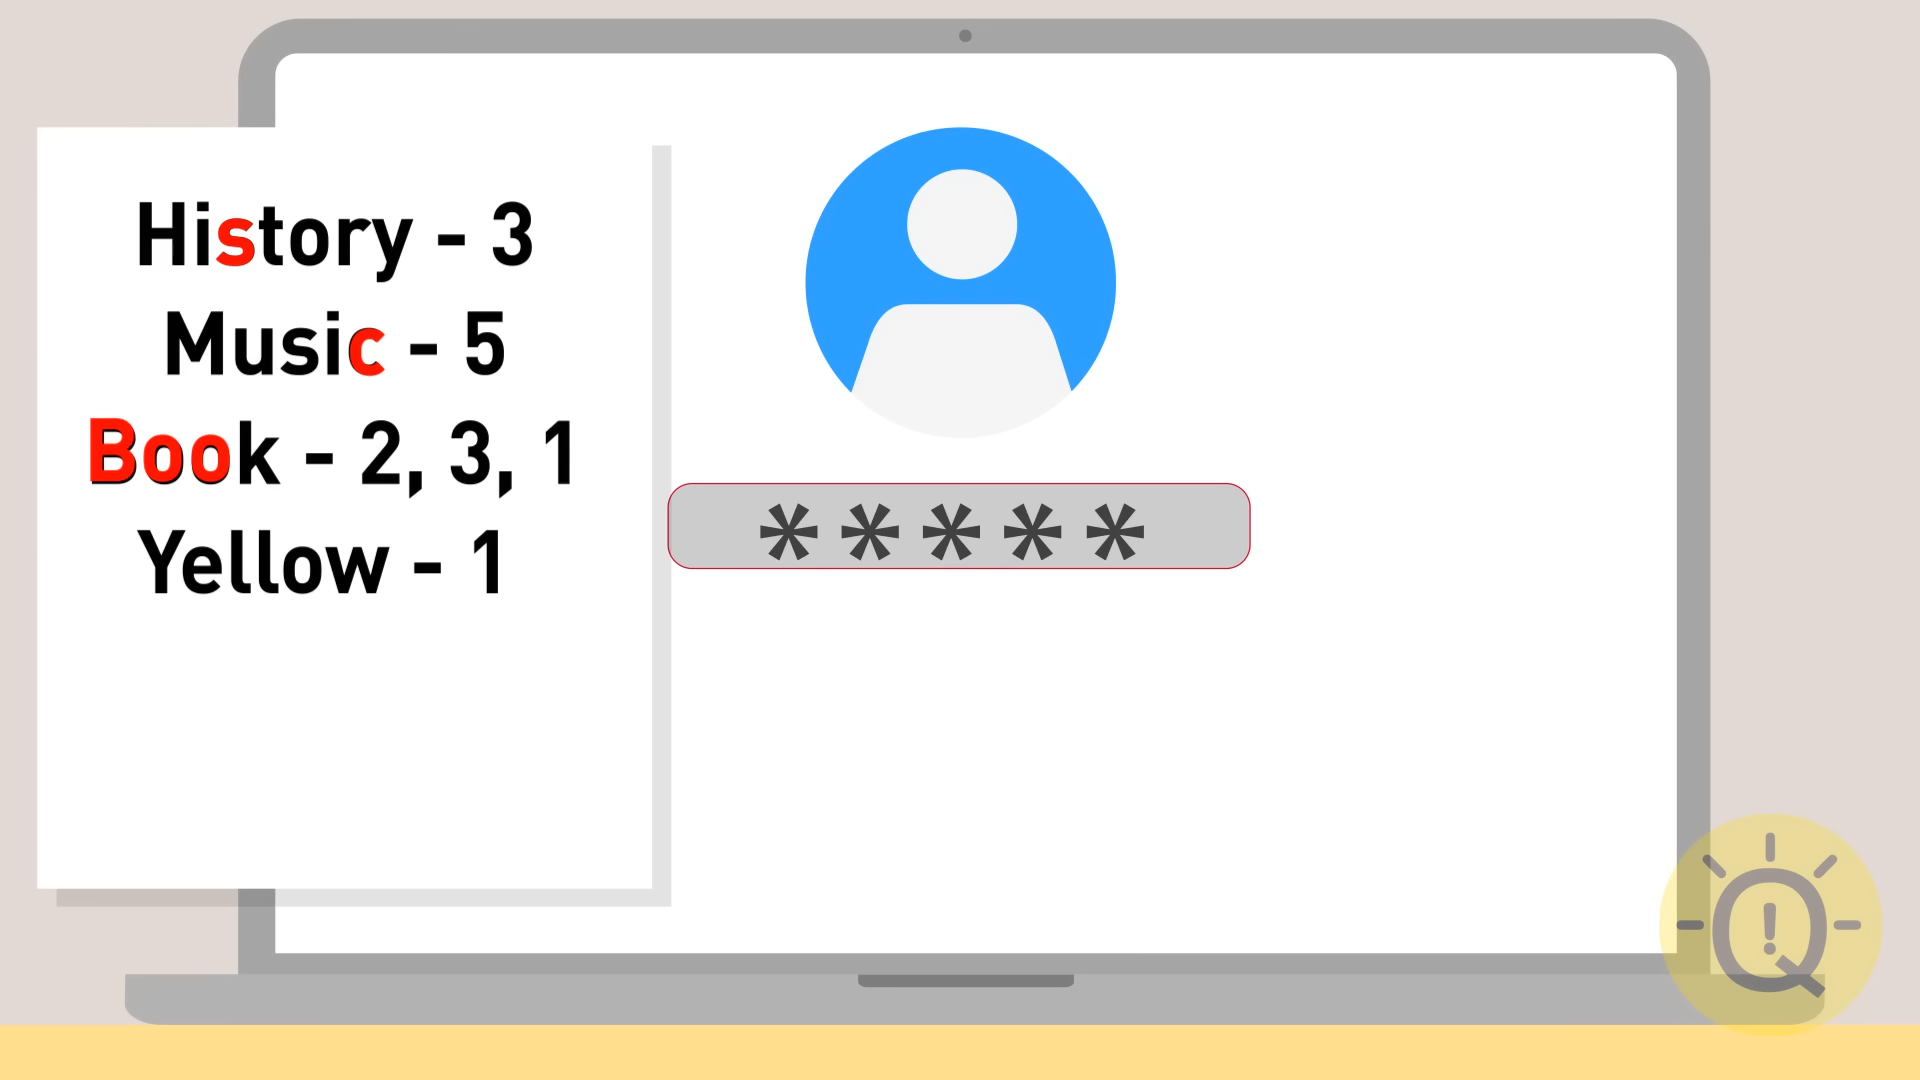 History - 3
Music - 5
Book - 2, 3, 1
Yellow - 1
*****
Q!